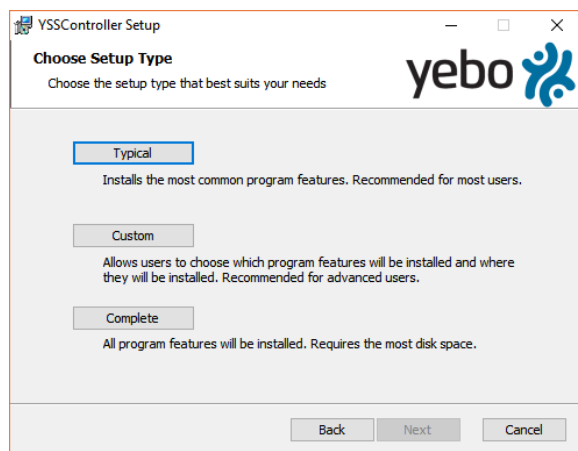 YSSController Setup
Choose Setup Type
Choose the setup type that best suits your needs
yebo
Typical
Installs the most common program features. Recommended for most users.
Custom
Allows users to choose which program features will be installed and where
they will be installed. Recommended for advanced users.
Complete
All program features will be installed. Requires the most disk space.
Back Next Cancel